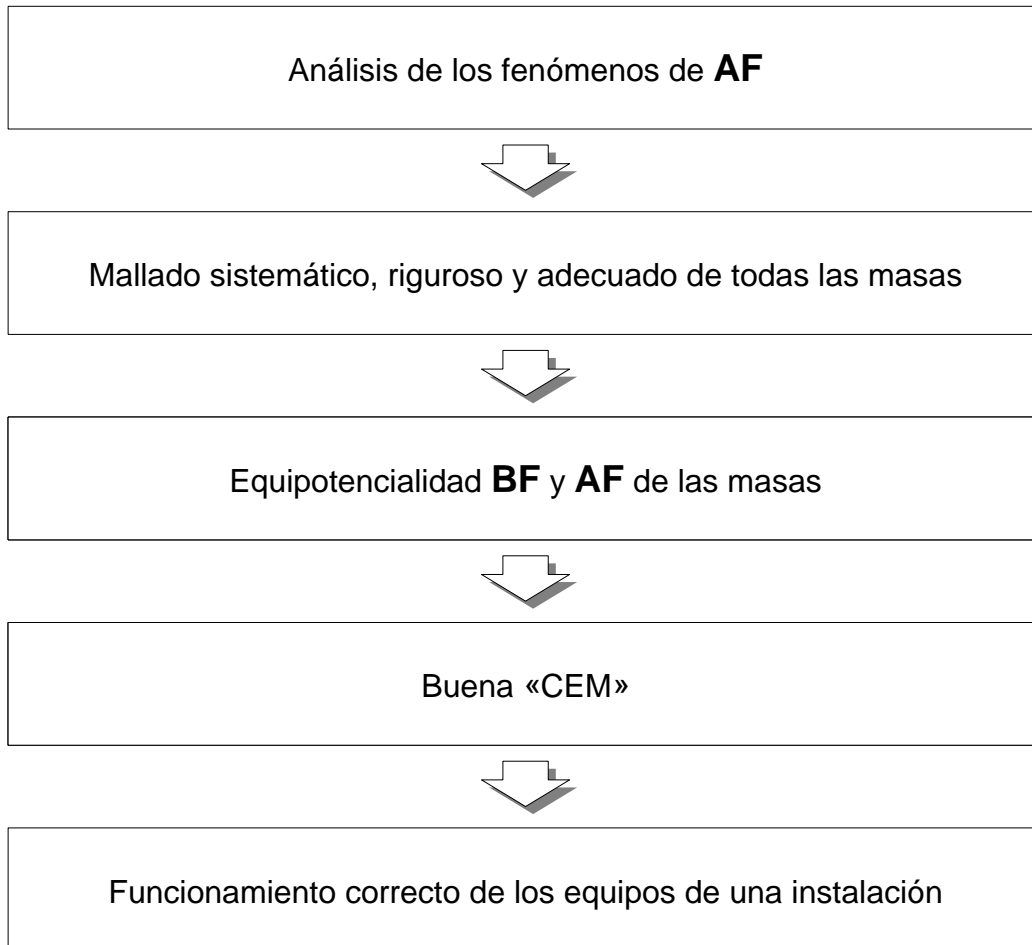 Análisis de los fenómenos de AF
Mallado sistemático, riguroso y adecuado de todas las masas
Equipotencialidad BF y AF de las masas
Buena «CEM»
Funcionamiento correcto de los equipos de una instalación